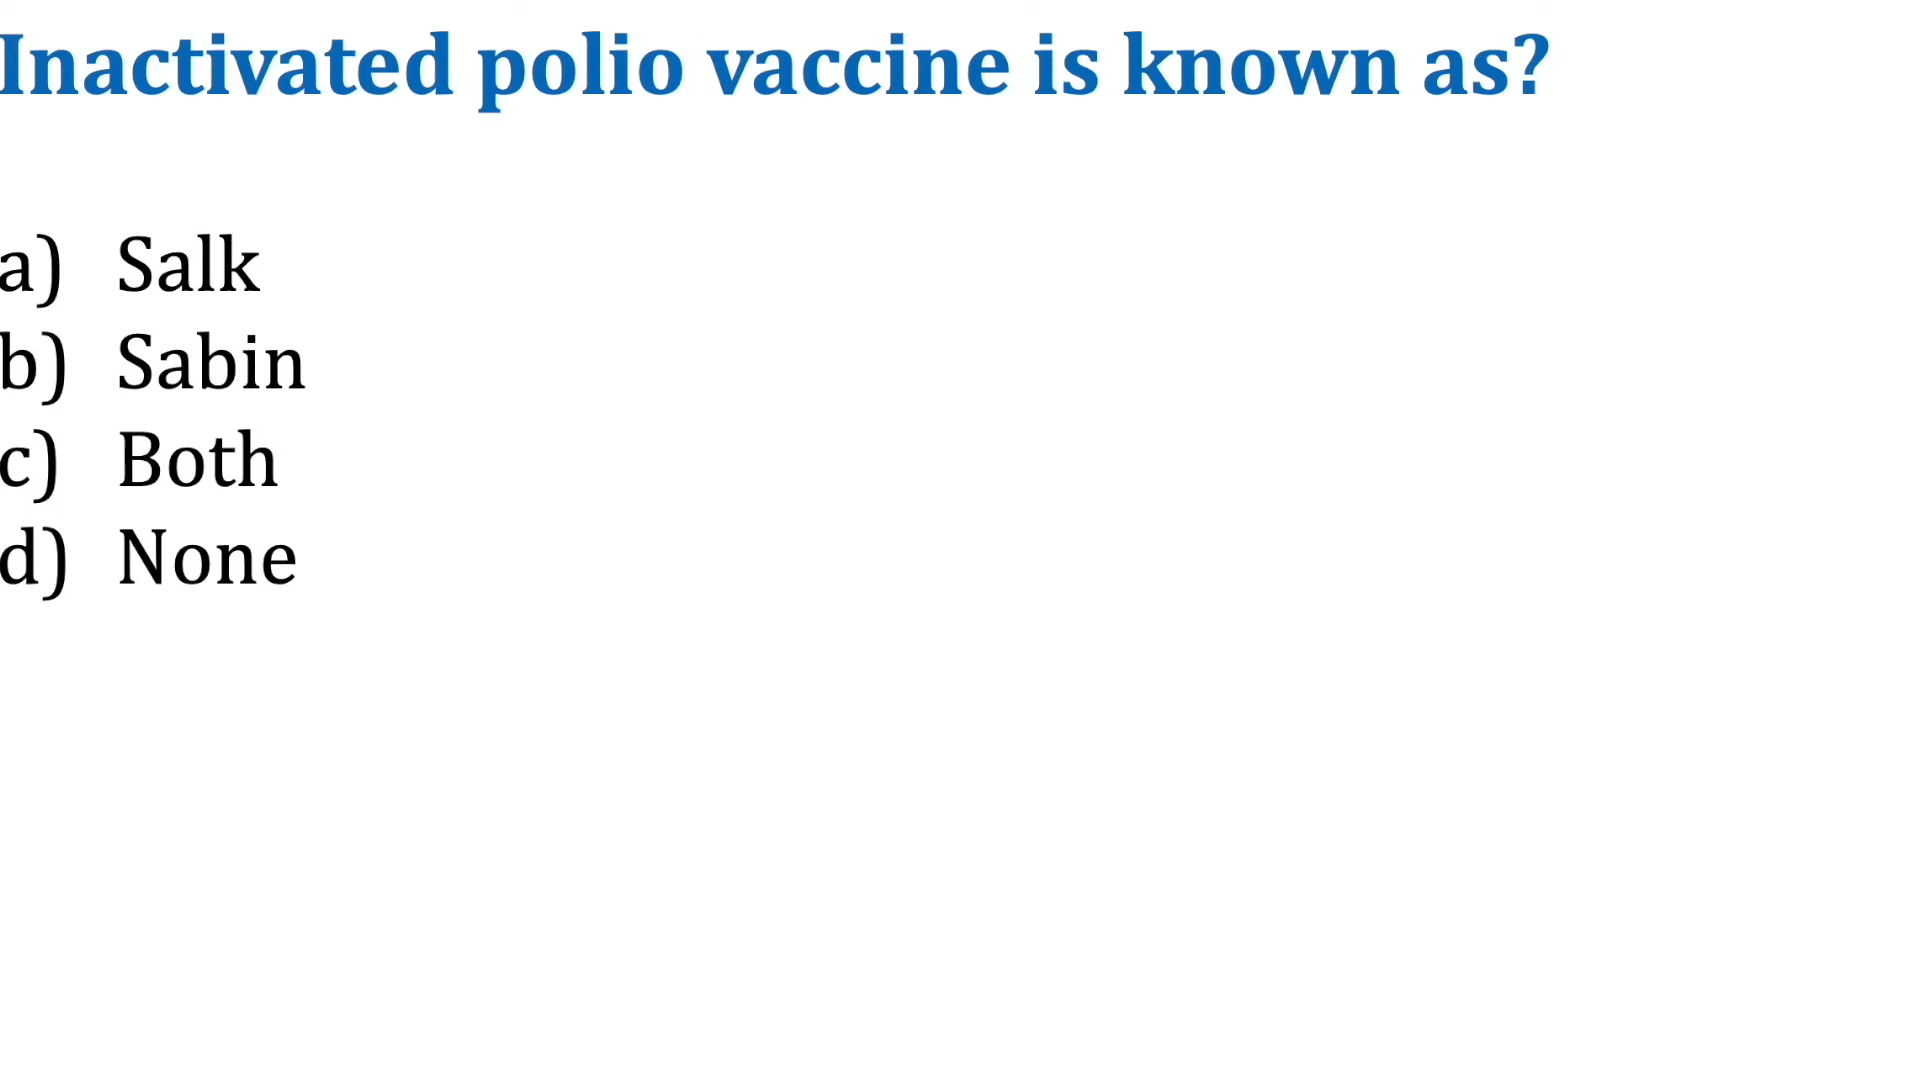 Inactivated polio vaccine is known as?
a) Salk
b) Sabin
c) Both
d) None